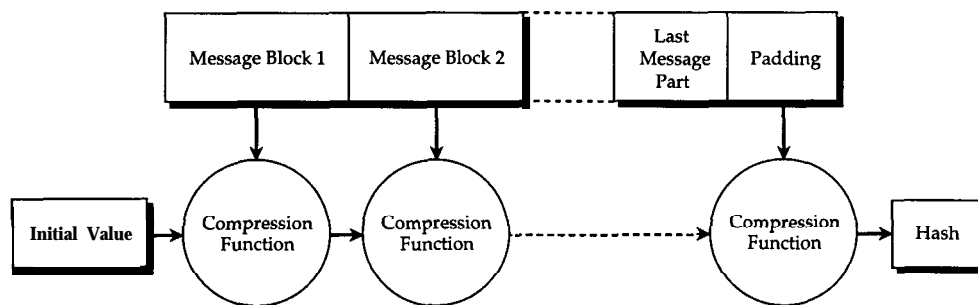 Message Block 1
Message Block 2
Last
Message
Part
Padding
Initial Value
Compression
Function
Compression
Function
Compression
Function
Hash